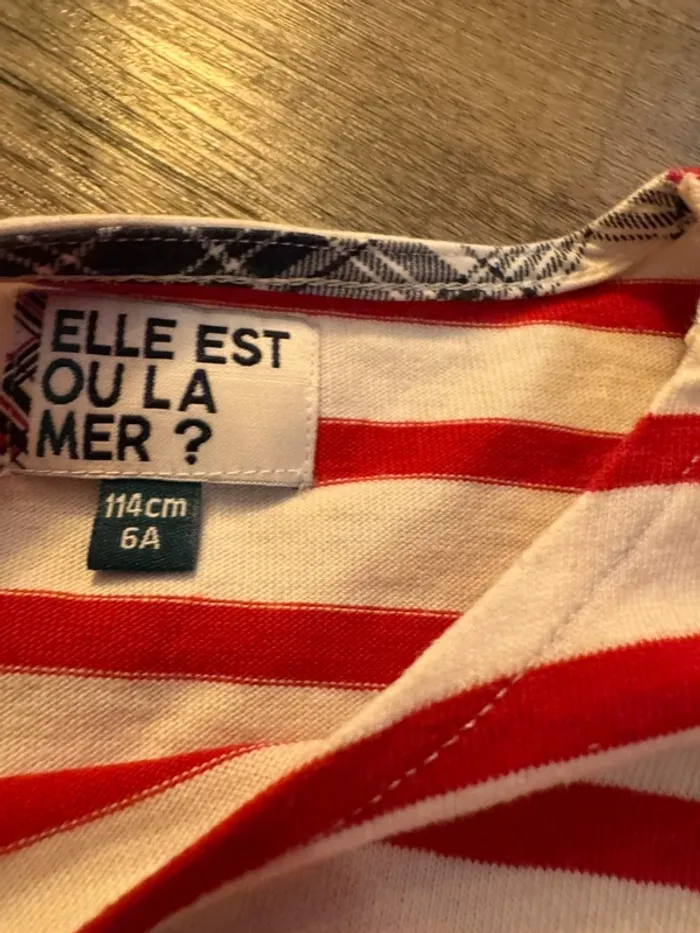 ELLE EST
OU LA
MER ?
114cm
6A